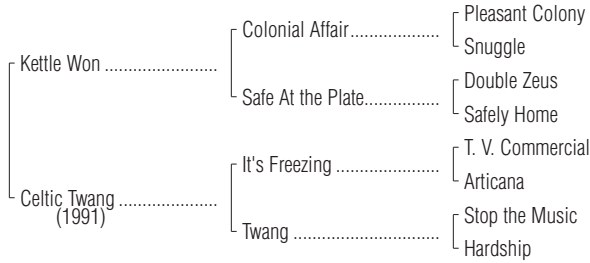 Pleasant Colony
Colonial Affair....................
Snuggle
Kettle Won .........................
Double Zeus
Safe At the Plate.................
Safely Home
T. V. Commercial
It's Freezing .......................
Articana
Celtic Twang ......................
(1991)
Stop the Music
Twang .................................
Hardship